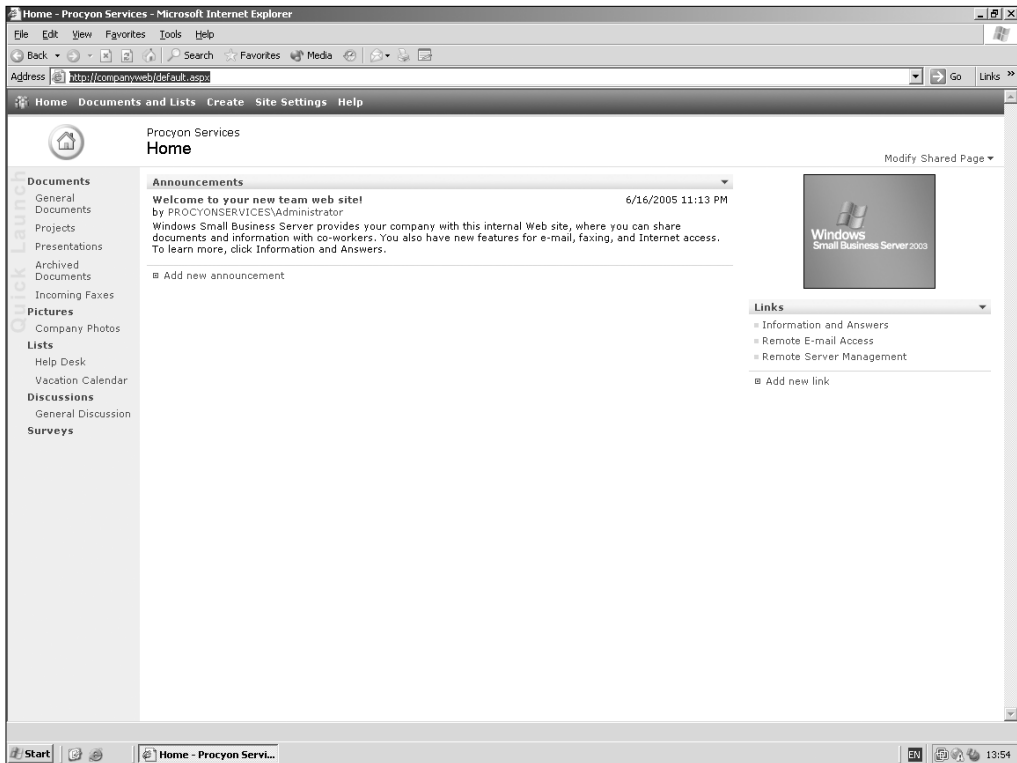 Home - Procyon Services - Microsoft Internet Explorer
File Edit View Favorites Tools Help
Back Search Favorites Media
Address http://companyweb/default.aspx Go Links »
Home Documents and Lists Create Site Settings Help
Procyon Services
Home
Modify Shared Page
Quick Launch
Documents
General
Documents
Projects
Presentations
Archived
Documents
Incoming Faxes
Pictures
Company Photos
Lists
Help Desk
Vacation Calendar
Discussions
General Discussion
Surveys
Announcements
Welcome to your new team web site! 6/16/2005 11:13 PM
by PROCYONSERVICES\Administrator
Windows Small Business Server provides your company with this internal Web site, where you can share
documents and information with co-workers. You also have new features for e-mail, faxing, and Internet access.
To learn more, click Information and Answers.
Add new announcement
Windows
Small Business Server 2003
Links
Information and Answers
Remote E-mail Access
Remote Server Management
Add new link
Start Home - Procyon Servi... EN 13:54